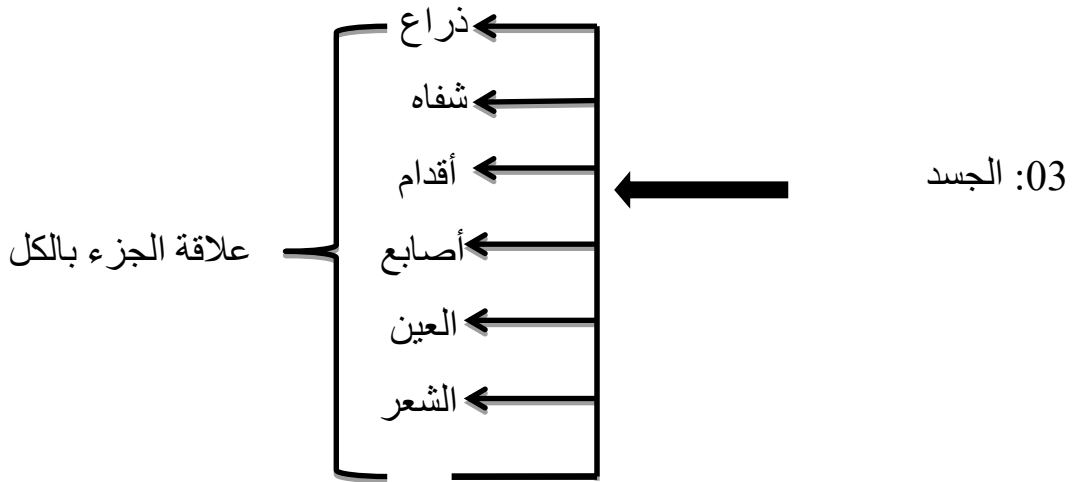 03: الجسد
ذراع
شفاه
أقدام
أصابع
العين
الشعر
علاقة الجزء بالكل